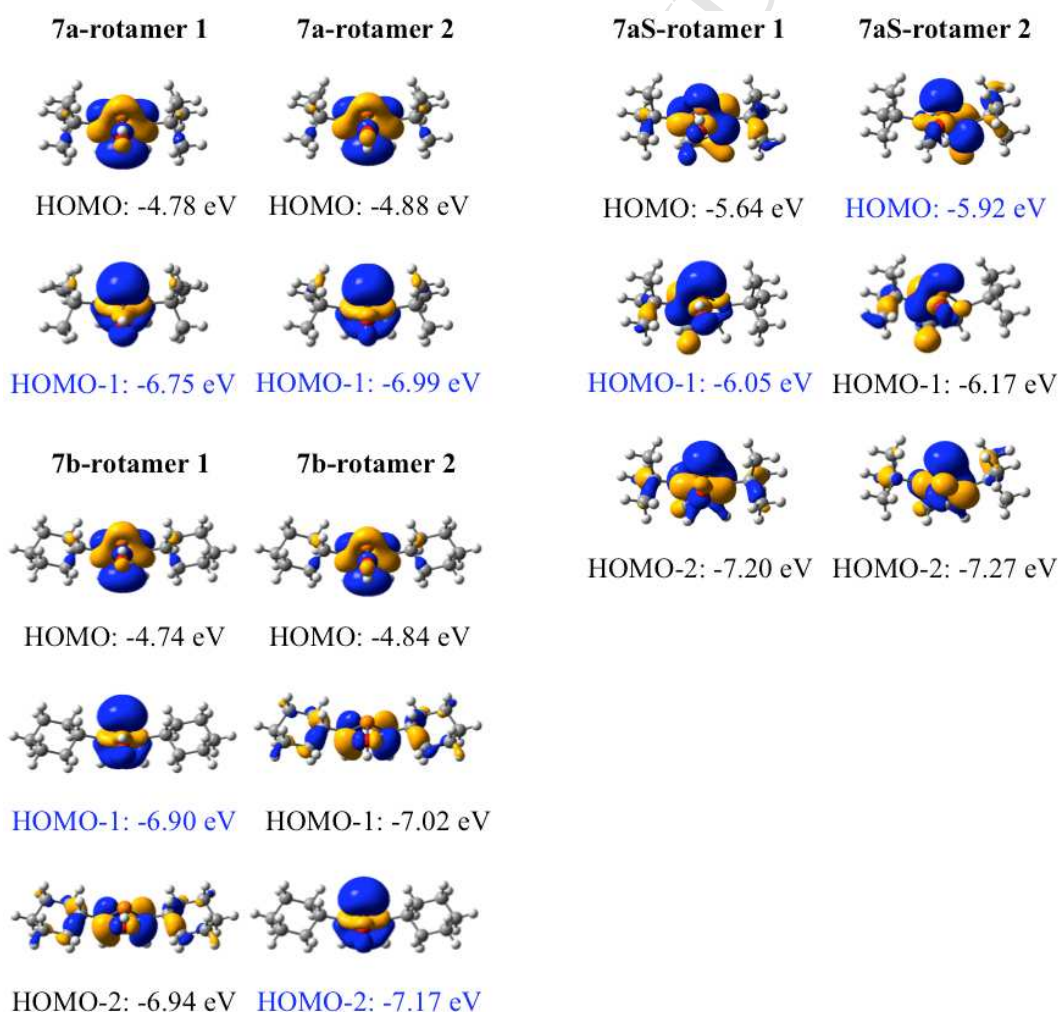 7a-rotamer 1 7a-rotamer 2 7aS-rotamer 1 7aS-rotamer 2
HOMO: -4.78 eV HOMO: -4.88 eV HOMO: -5.64 eV HOMO: -5.92 eV
HOMO-1: -6.75 eV HOMO-1: -6.99 eV HOMO-1: -6.05 eV HOMO-1: -6.17 eV
7b-rotamer 1 7b-rotamer 2
HOMO-2: -7.20 eV HOMO-2: -7.27 eV
HOMO: -4.74 eV HOMO: -4.84 eV
HOMO-1: -6.90 eV HOMO-1: -7.02 eV
HOMO-2: -6.94 eV HOMO-2: -7.17 eV